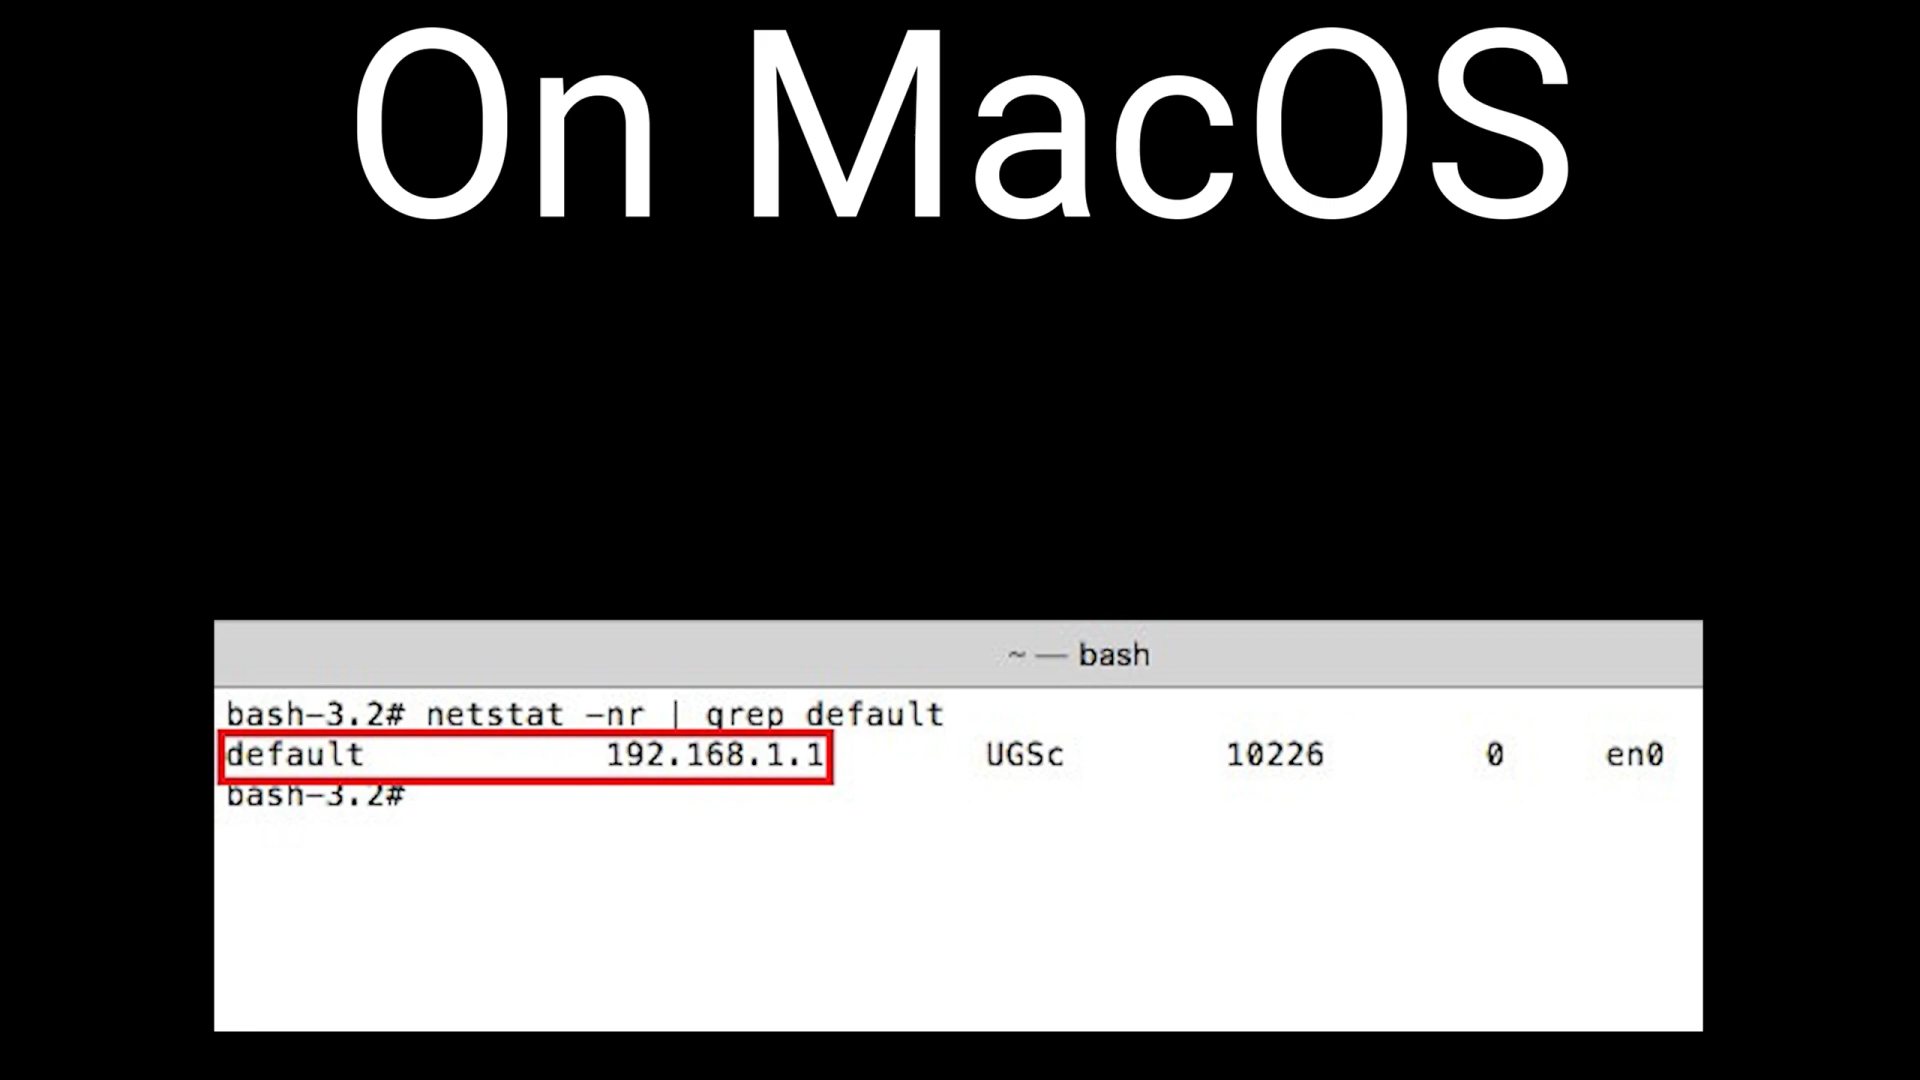 On MacOS
~ — bash
bash-3.2# netstat -nr | grep default
default 192.168.1.1 UGSc 10226 0 en0
bash-3.2#